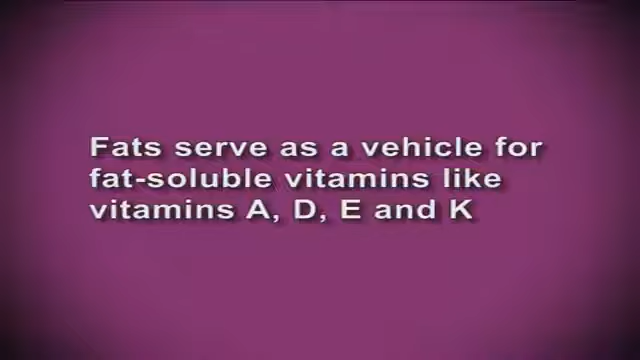 Fats serve as a vehicle for
fat-soluble vitamins like
vitamins A, D, E and K